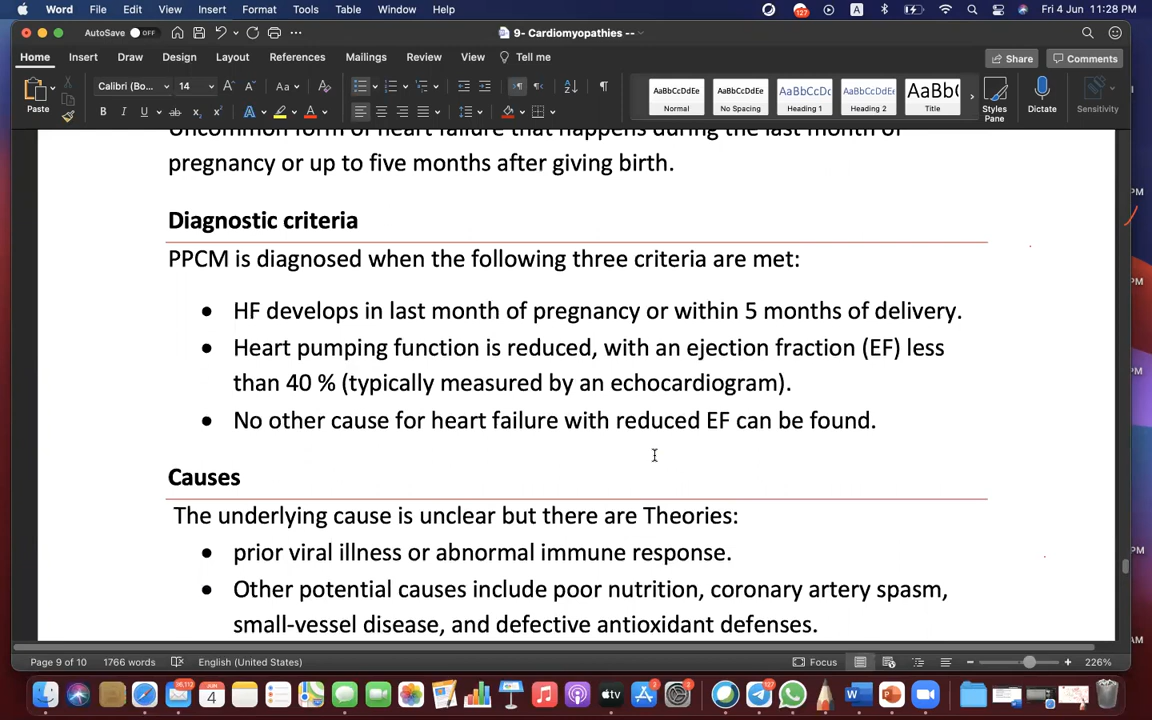 Word File Edit View Insert Format Tools Table Window Help 127 A Fri 4 Jun 11:28 PM
AutoSave OFF 9- Cardiomyopathies --
Home Insert Draw Design Layout References Mailings Review View Tell me Share Comments
Paste Calibri (Bo... 14 AaBbCcDdEe Normal AaBbCcDdEe No Spacing AaBbCcDc Heading 1 AaBbCcDdEe Heading 2 AaBb( Title Styles Pane Dictate Sensitivity
Uncommon form of heart failure that happens during the last month of
pregnancy or up to five months after giving birth.
Diagnostic criteria
PPCM is diagnosed when the following three criteria are met:
• HF develops in last month of pregnancy or within 5 months of delivery.
• Heart pumping function is reduced, with an ejection fraction (EF) less
than 40 % (typically measured by an echocardiogram).
• No other cause for heart failure with reduced EF can be found.
Causes
The underlying cause is unclear but there are Theories:
• prior viral illness or abnormal immune response.
• Other potential causes include poor nutrition, coronary artery spasm,
small-vessel disease, and defective antioxidant defenses.
Page 9 of 10 1766 words English (United States) Focus 226%